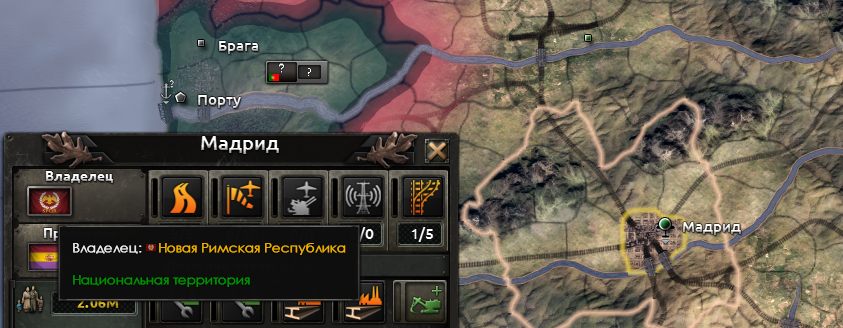 Брага
?
?
?
Порту
Мадрид
Владелец
/0
1/5
Мадрид
Пр
Владелец: Новая Римская Республика
Национальная территория
2.06M